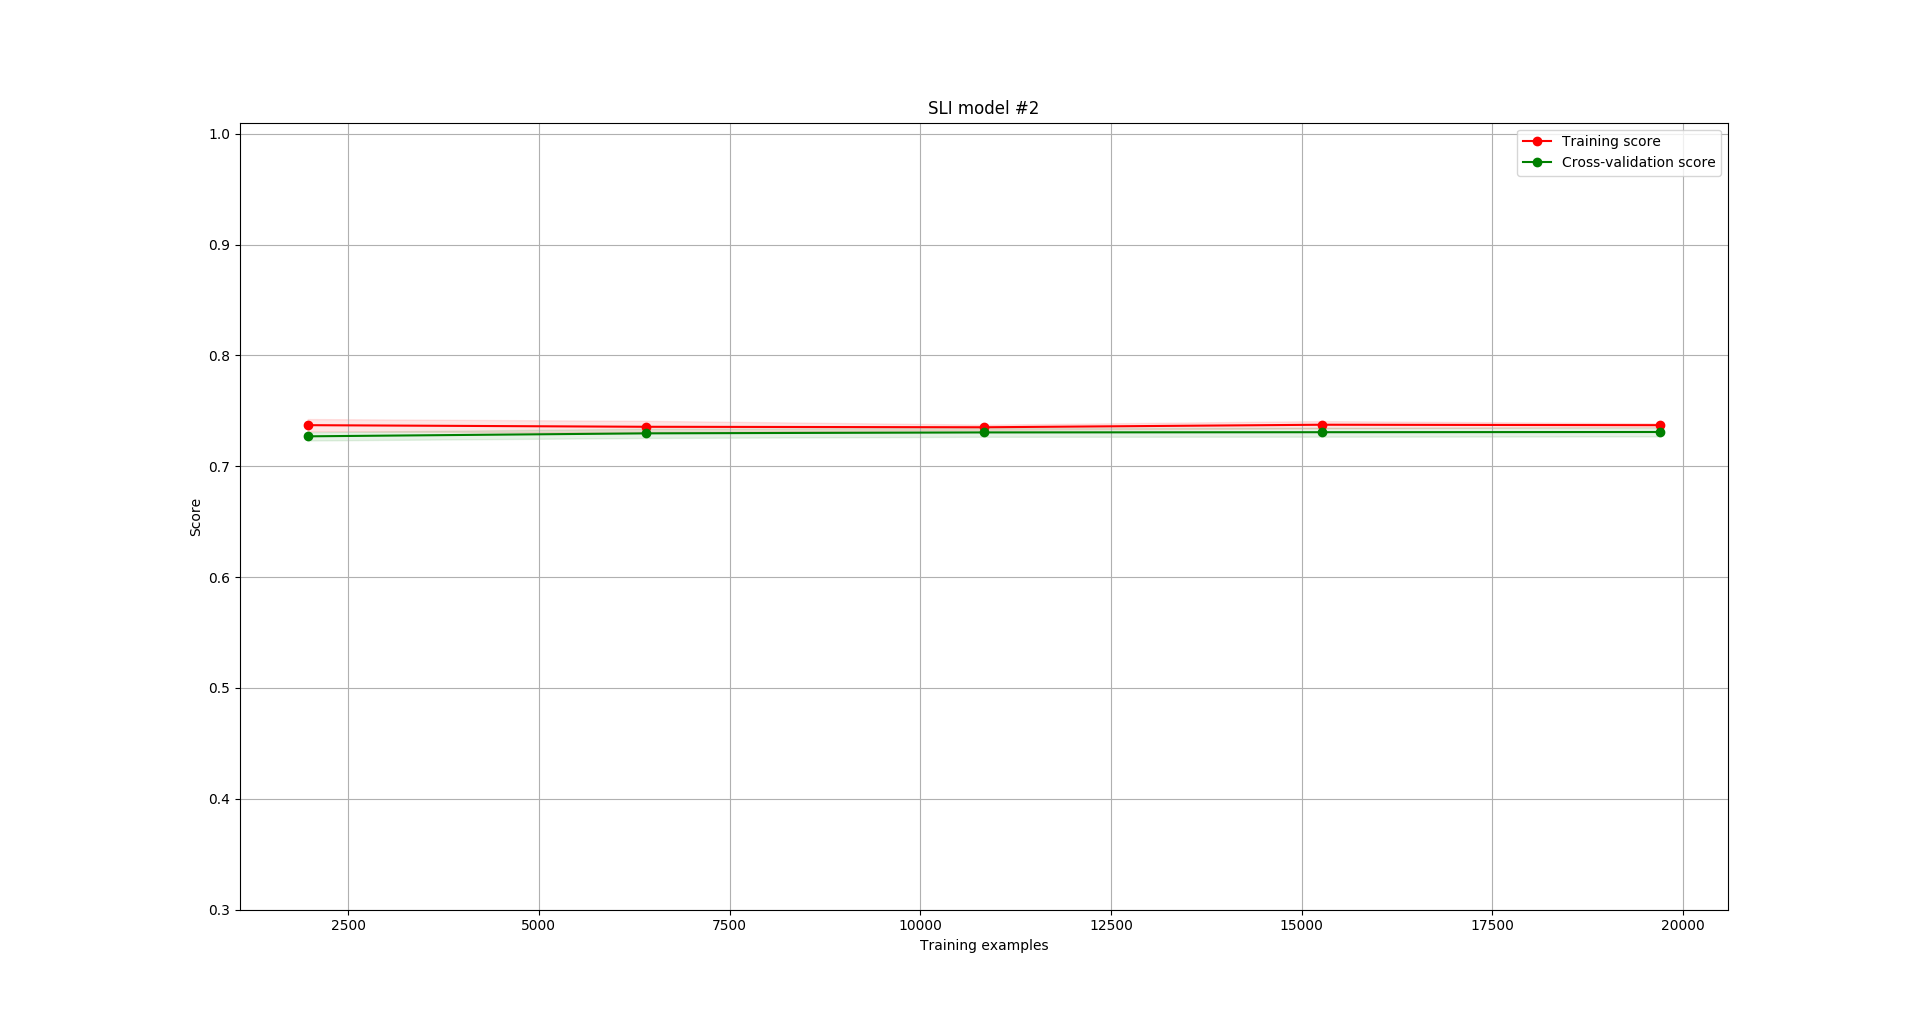 SLI model #2
1.0
0.9
0.8
0.7
0.6
0.5
0.4
0.3
Score
Training score
Cross-validation score
2500 5000 7500 10000 12500 15000 17500 20000
Training examples